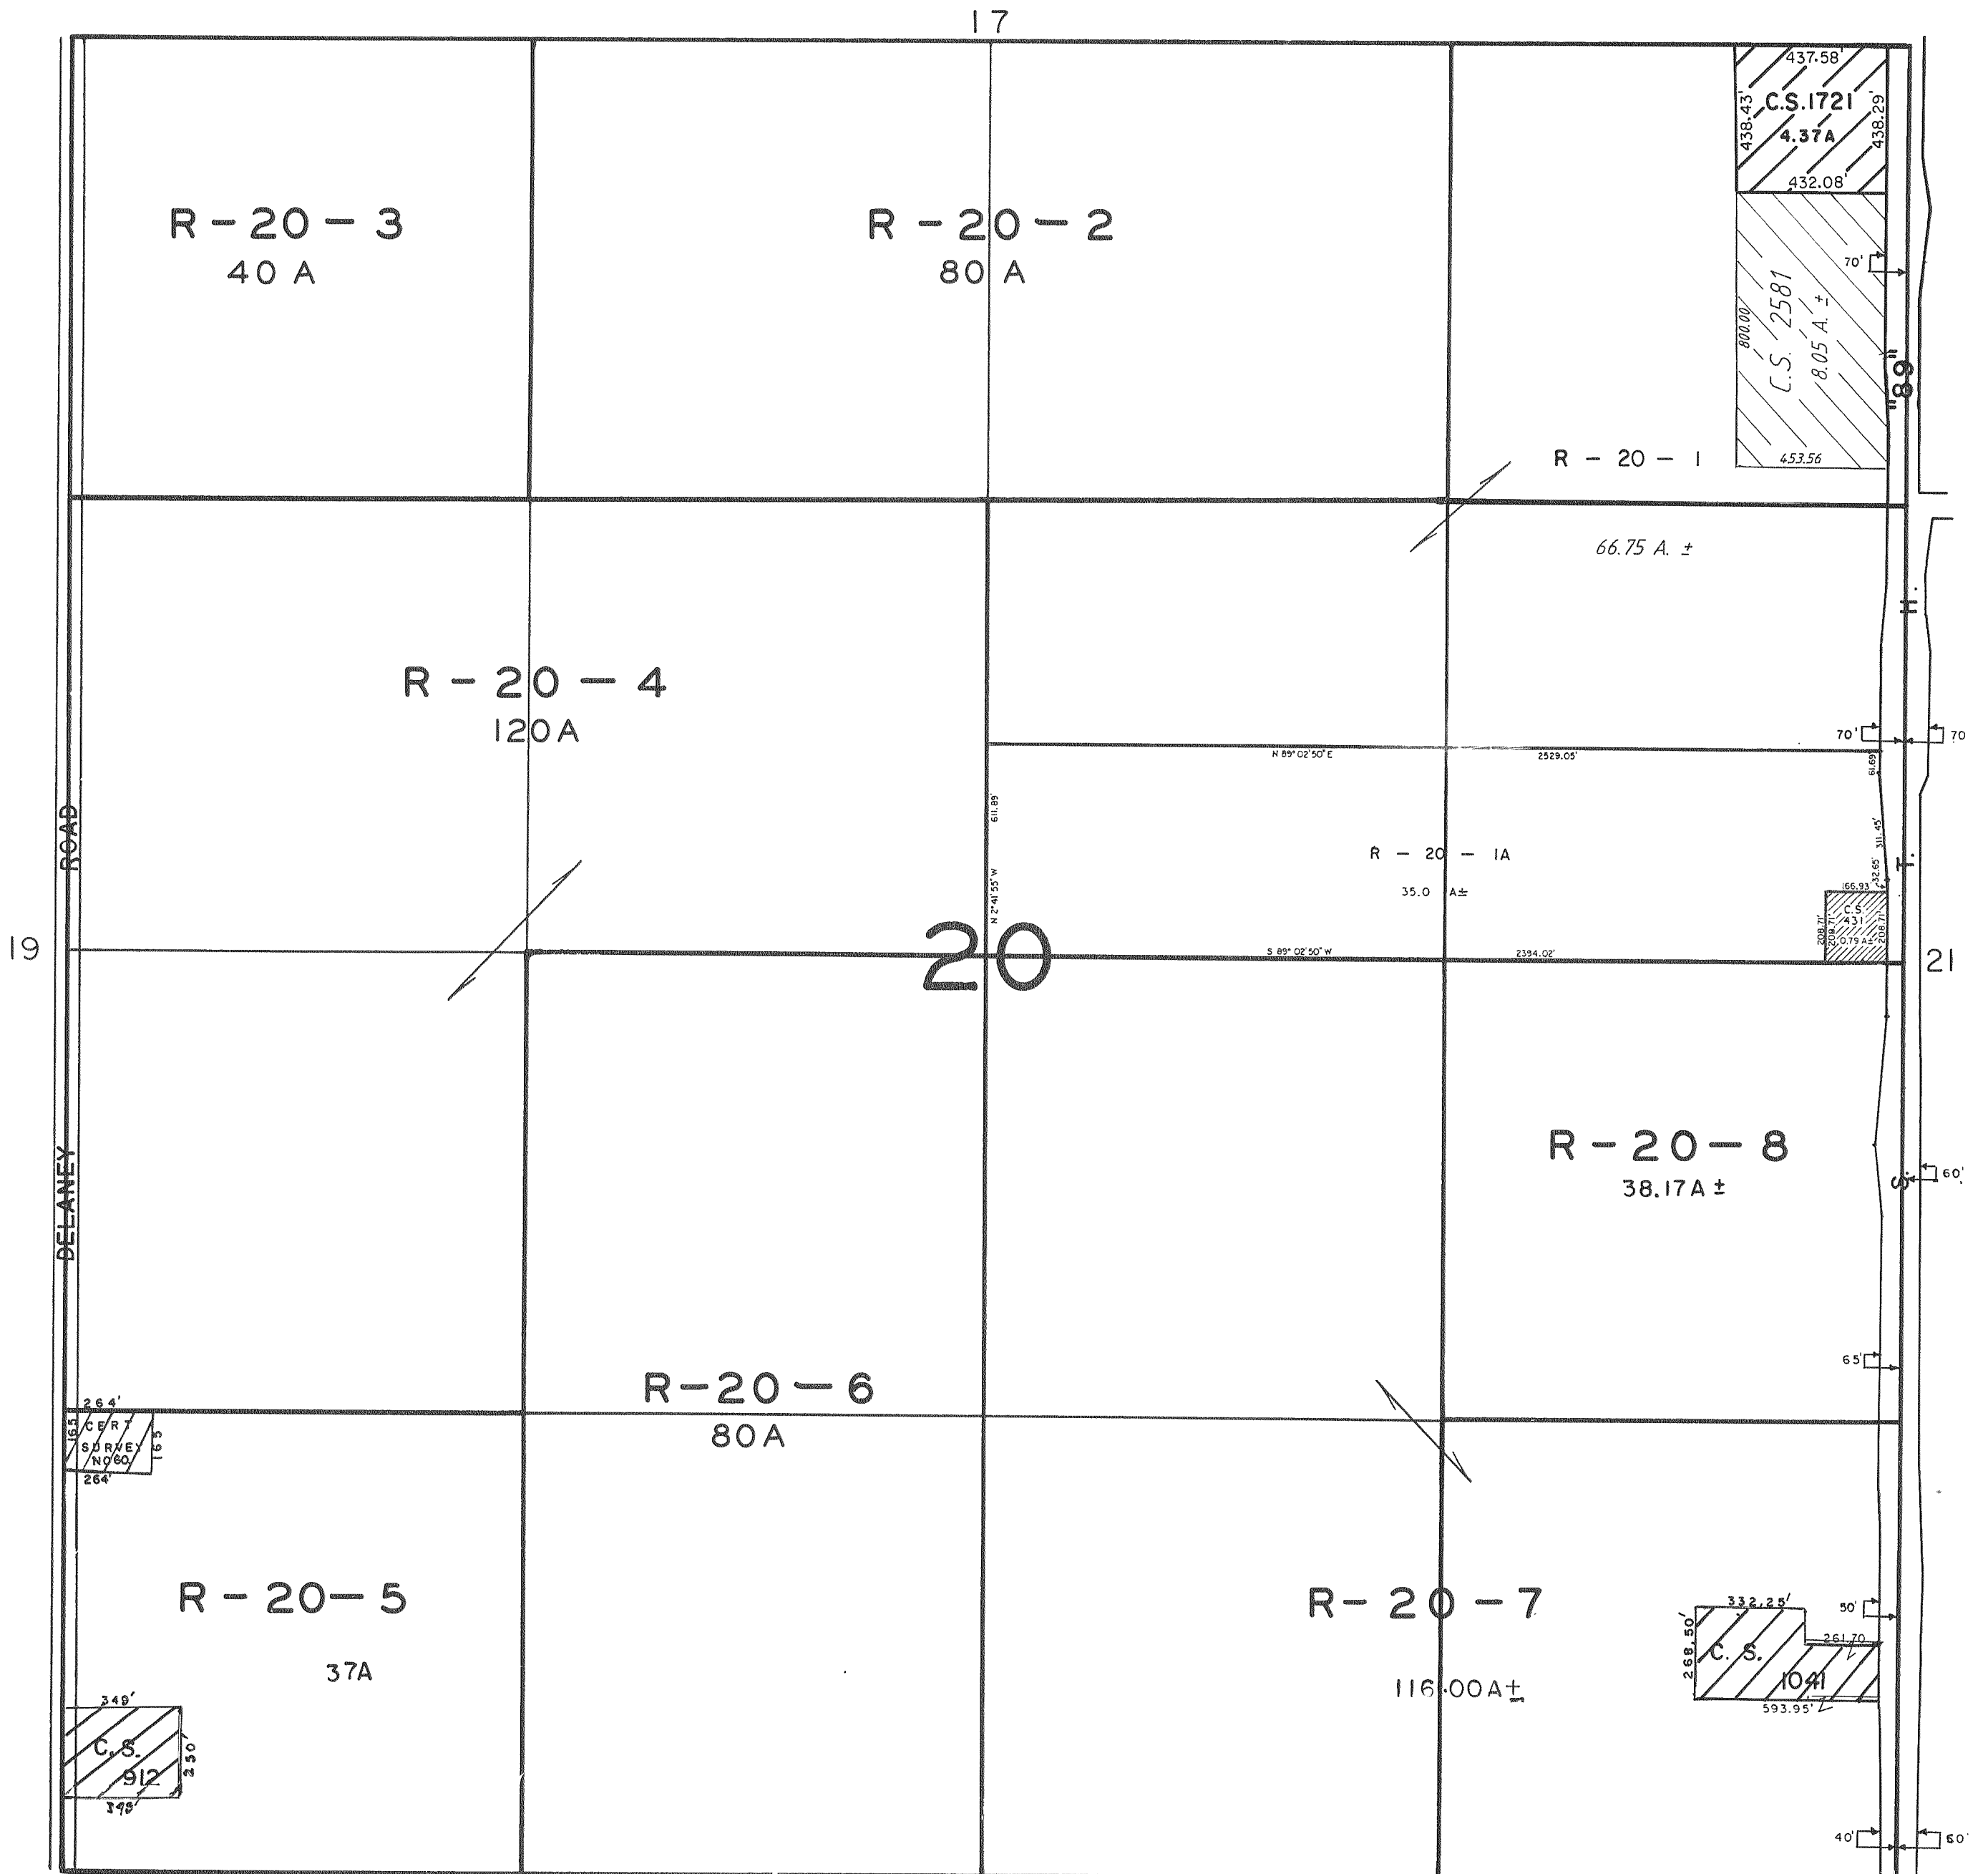 17
437.58'
438.43'
C.S.1721
4.37A
438.29'
432.08'
R-20-3
40 A
R-20-2
80 A
70'
800.00
C.S. 2581
8.05 A. ±
453.56
"89"
R-20-1
66.75 A. ±
H.
R-20-4
120A
70'
70
N 89° 02'50" E
2529.05'
61.69'
611.89'
N 2° 41' 55" W
311.45'
R-20-1A
35.0 A±
32.65'
T.
166.93'
C.S.
431
0.79 A±
208.71'
208.71'
208.71'
ROAD
19
20
S 89° 02' 50" W
2394.02'
21
DELANEY
R-20-8
38.17A ±
S.
60'
65'
264'
165
CERT
SURVEY
NO 60
165
264'
R-20-6
80A
R-20-5
37A
R-20-7
116.00A±
50'
332.25'
268.50'
261.70
C. S.
1041
593.95'
349'
C. S.
912
250'
40'